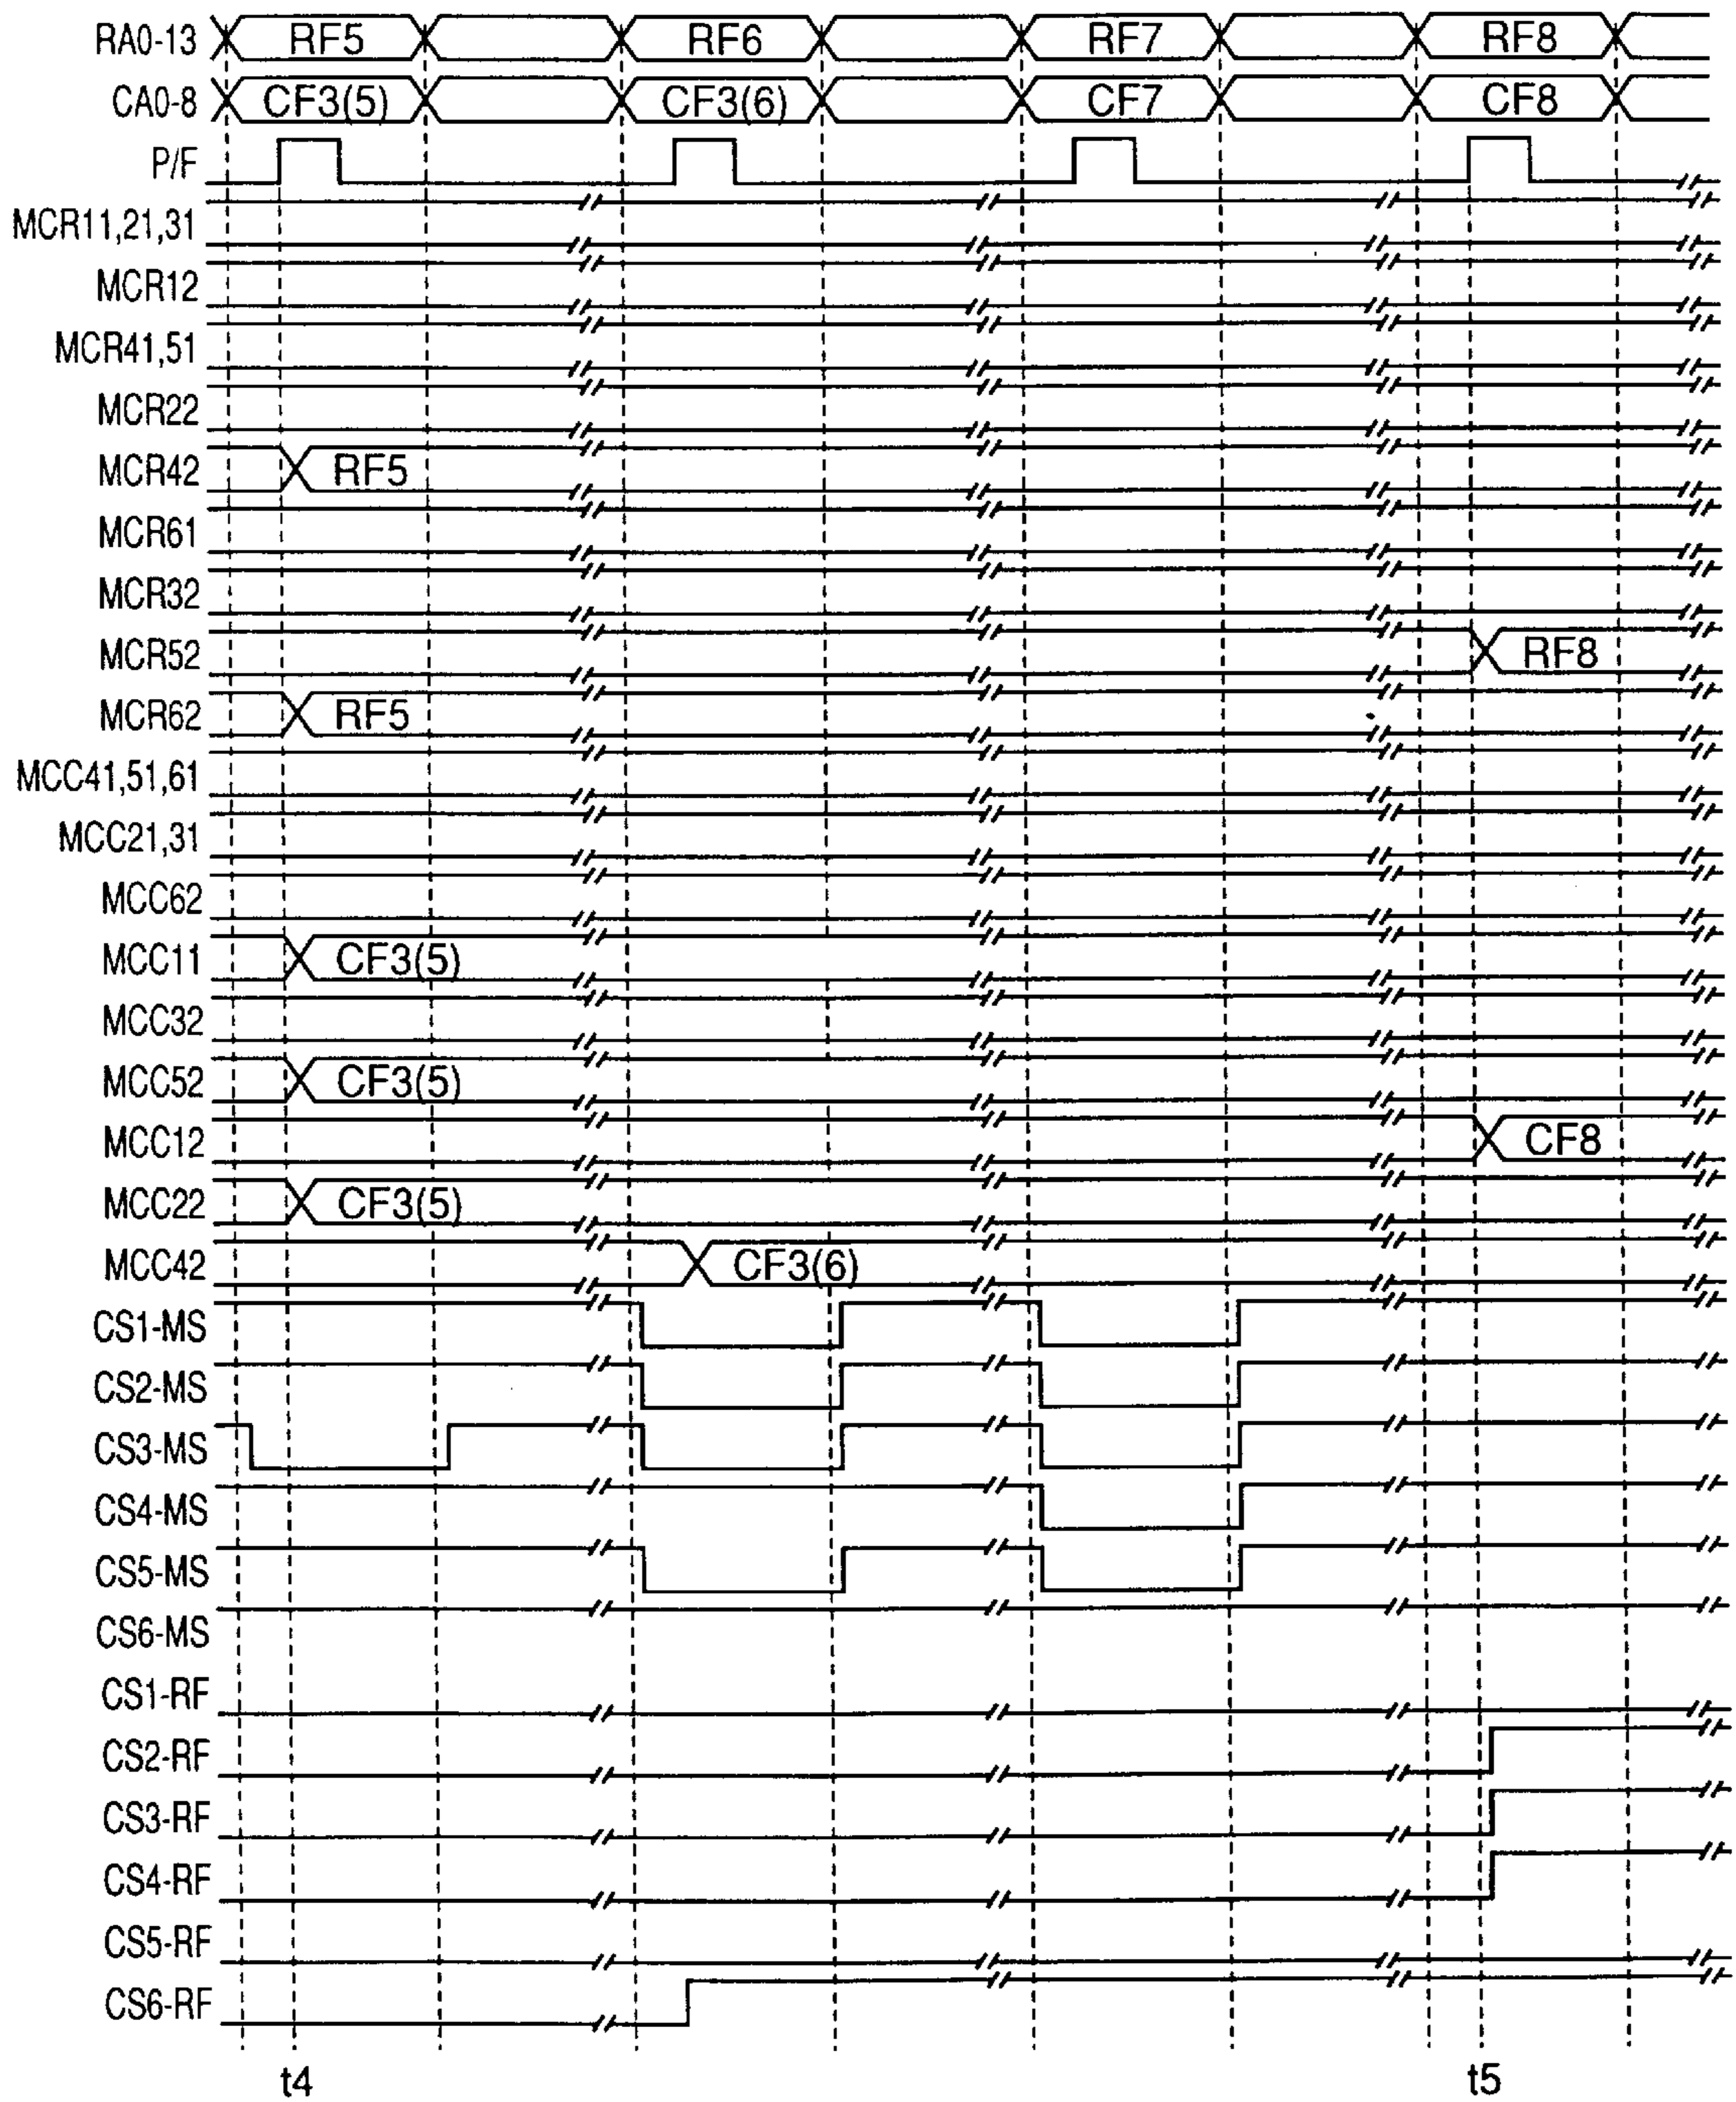 RA0-13 RF5 RF6 RF7 RF8
CA0-8 CF3(5) CF3(6) CF7 CF8
P/F
MCR11,21,31
MCR12
MCR41,51
MCR22
MCR42 RF5
MCR61
MCR32
MCR52 RF8
MCR62 RF5
MCC41,51,61
MCC21,31
MCC62
MCC11 CF3(5)
MCC32
MCC52 CF3(5)
MCC12 CF8
MCC22 CF3(5)
MCC42 CF3(6)
CS1-MS
CS2-MS
CS3-MS
CS4-MS
CS5-MS
CS6-MS
CS1-RF
CS2-RF
CS3-RF
CS4-RF
CS5-RF
CS6-RF
t4 t5